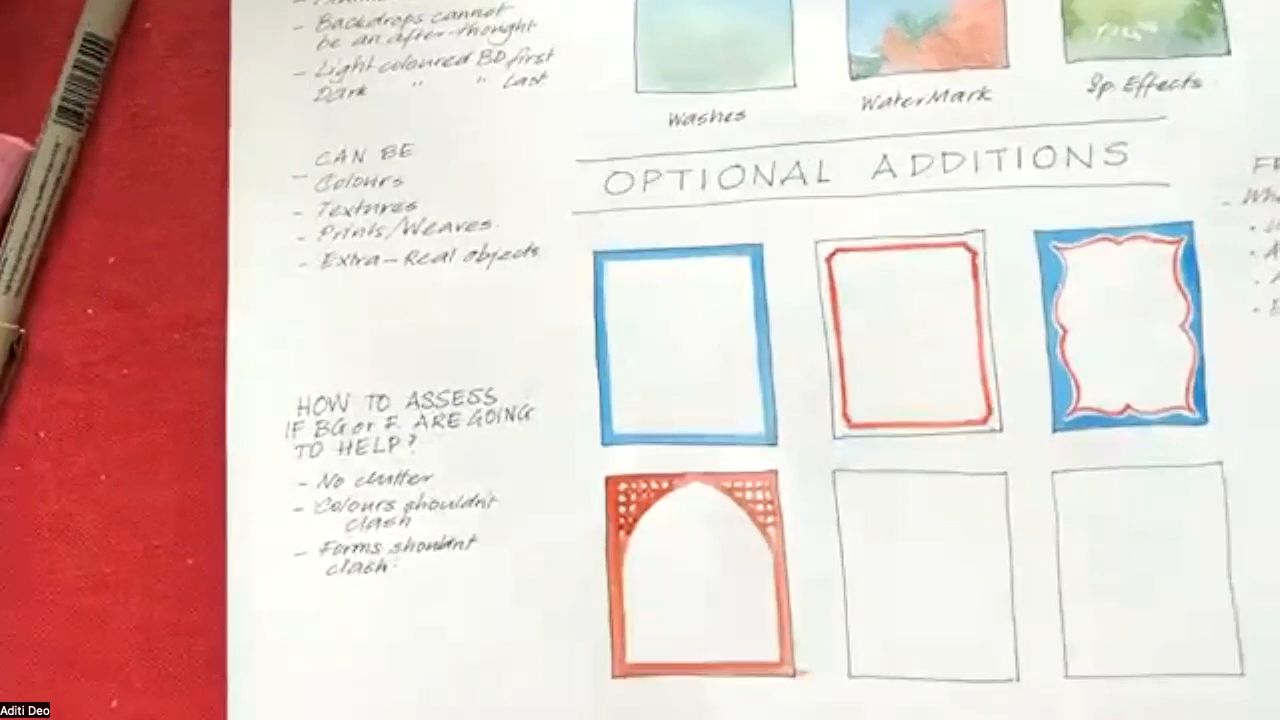 - Backdrops cannot
be an after-thought
- Light coloured BD first
Dark " " Last
CAN BE
- Colours
- Textures
- Prints/Weaves.
- Extra-Real objects
HOW TO ASSESS
IF BG or F. ARE GOING
TO HELP?
- No clutter
- Colours shouldn't
clash
- Forms shouldnt
clash.
Washes
WaterMark
Sp. Effects
OPTIONAL ADDITIONS
Aditi Deo